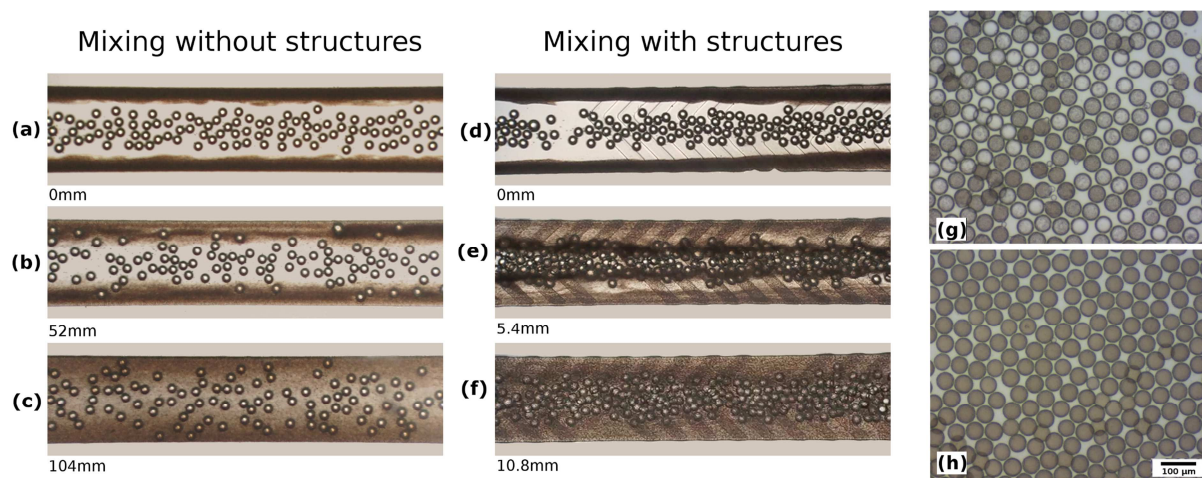 Mixing without structures
Mixing with structures
(a)
0mm
(b)
52mm
(c)
104mm
(d)
0mm
(e)
5.4mm
(f)
10.8mm
(g)
(h)
100 µm